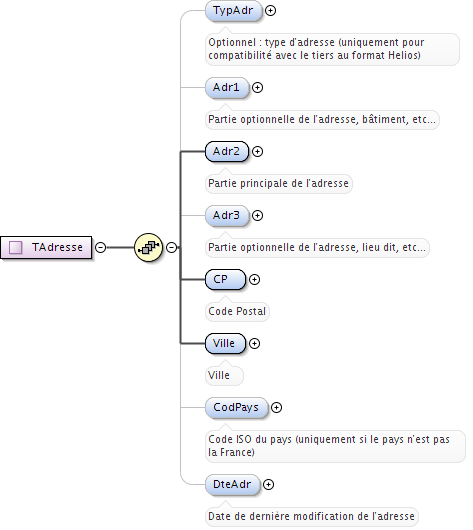 TypAdr
Optionnel : type d'adresse (uniquement pour
compatibilité avec le tiers au format Helios)
Adr1
Partie optionnelle de l'adresse, bâtiment, etc...
Adr2
Partie principale de l'adresse
Adr3
TAdresse
Partie optionnelle de l'adresse, lieu dit, etc...
CP
Code Postal
Ville
Ville
CodPays
Code ISO du pays (uniquement si le pays n'est pas
la France)
DteAdr
Date de dernière modification de l'adresse